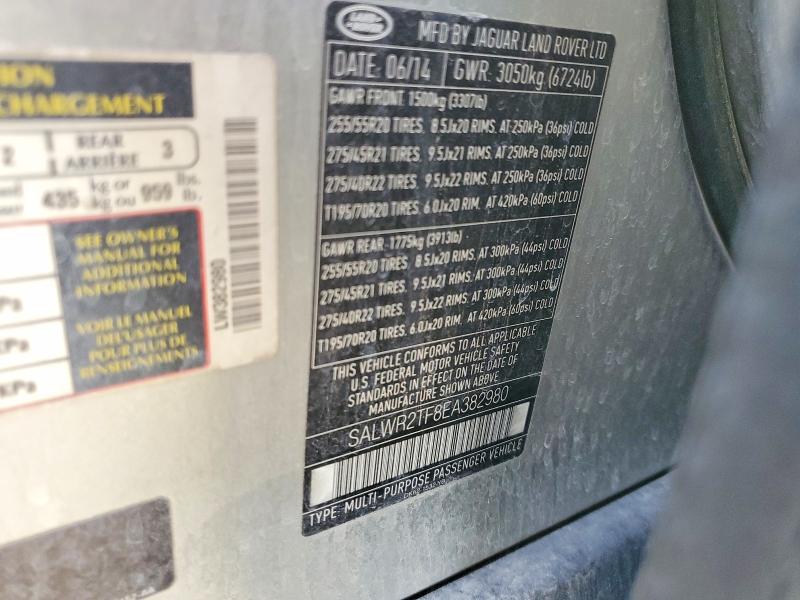 ION
CHARGEMENT
2 REAR ARRIÈRE 3
435 kg or kg ou 959 lbs. lb.
SEE OWNER'S
MANUAL FOR
ADDITIONAL
INFORMATION
VOIR LE MANUEL
DE L'USAGER
POUR PLUS DE
RENSEIGNEMENTS
KPa
KPa
LAND ROVER
MFD BY JAGUAR LAND ROVER LTD
DATE: 06/14 GWR: 3050kg (6724lb)
GAWR FRONT 1500kg (3307lb)
255/55R20 TIRES. 8.5Jx20 RIMS. AT 250kPa (36psi) COLD
275/45R21 TIRES. 9.5Jx21 RIMS. AT 250kPa (36psi) COLD
275/40R22 TIRES. 9.5Jx22 RIMS. AT 250kPa (36psi) COLD
T195/70R20 TIRES. 6.0Jx20 RIM. AT 420kPa (60psi) COLD
GAWR REAR 1775kg (3913lb)
255/55R20 TIRES. 8.5Jx20 RIMS. AT 300kPa (44psi) COLD
275/45R21 TIRES. 9.5Jx21 RIMS. AT 300kPa (44psi) COLD
275/40R22 TIRES. 9.5Jx22 RIMS. AT 300kPa (44psi) COLD
T195/70R20 TIRES. 6.0Jx20 RIM. AT 420kPa (60psi) COLD
THIS VEHICLE CONFORMS TO ALL APPLICABLE
U.S. FEDERAL MOTOR VEHICLE SAFETY
STANDARDS IN EFFECT ON THE DATE OF
MANUFACTURE SHOWN ABOVE.
SALWR2TF8EA382980
TYPE: MULTI-PURPOSE PASSENGER VEHICLE